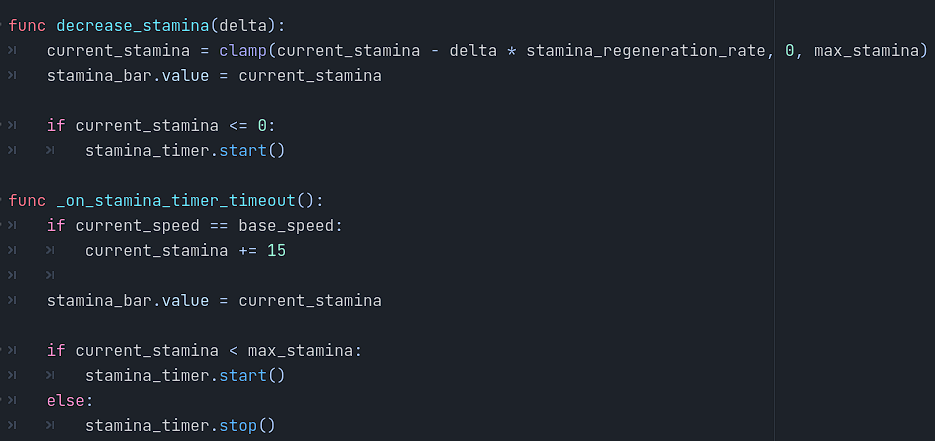 func decrease_stamina(delta):
current_stamina = clamp(current_stamina - delta * stamina_regeneration_rate, 0, max_stamina)
stamina_bar.value = current_stamina
if current_stamina <= 0:
stamina_timer.start()
func _on_stamina_timer_timeout():
if current_speed == base_speed:
current_stamina += 15
stamina_bar.value = current_stamina
if current_stamina < max_stamina:
stamina_timer.start()
else:
stamina_timer.stop()